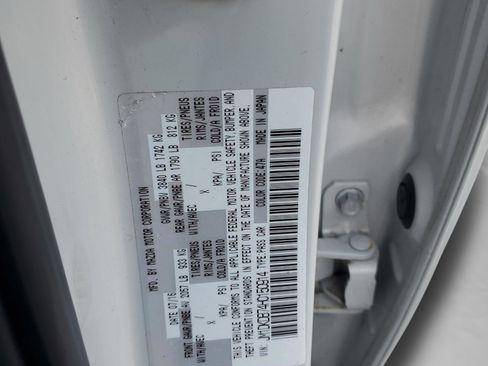 MFD. BY MAZDA MOTOR CORPORATION
DATE: 07/16 GVWR/PNBV 3840 LB 1742 KG
FRONT GAWR/PNBE AV 2057 LB 933 KG REAR GAWR/PNBE AR 1790 LB 812 KG
WITH/AVEC TIRES/PNEUS WITH/AVEC TIRES/PNEUS
X RIMS/JANTES X RIMS/JANTES
KPA/ PSI COLD/A FROID KPA/ PSI COLD/A FROID
THIS VEHICLE CONFORMS TO ALL APPLICABLE FEDERAL MOTOR VEHICLE SAFETY, BUMPER, AND
THEFT PREVENTION STANDARDS IN EFFECT ON THE DATE OF MANUFACTURE SHOWN ABOVE.
TYPE PASS CAR COLOR CODE 47A MADE IN JAPAN